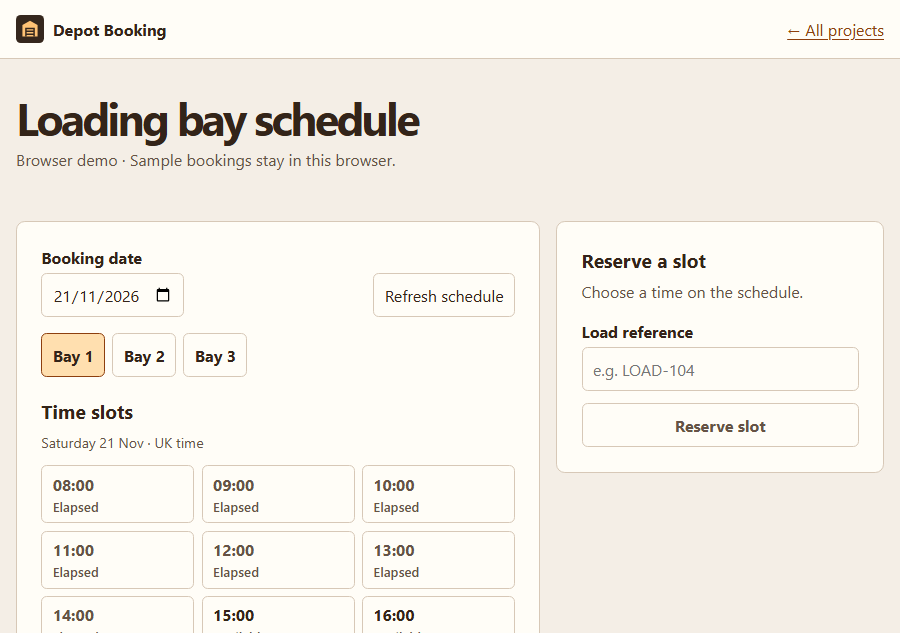 Depot Booking
← All projects
Loading bay schedule
Browser demo · Sample bookings stay in this browser.
Booking date
21/11/2026
Refresh schedule
Bay 1 Bay 2 Bay 3
Time slots
Saturday 21 Nov · UK time
08:00 09:00 10:00
Elapsed Elapsed Elapsed
11:00 12:00 13:00
Elapsed Elapsed Elapsed
14:00 15:00 16:00
Reserve a slot
Choose a time on the schedule.
Load reference
e.g. LOAD-104
Reserve slot